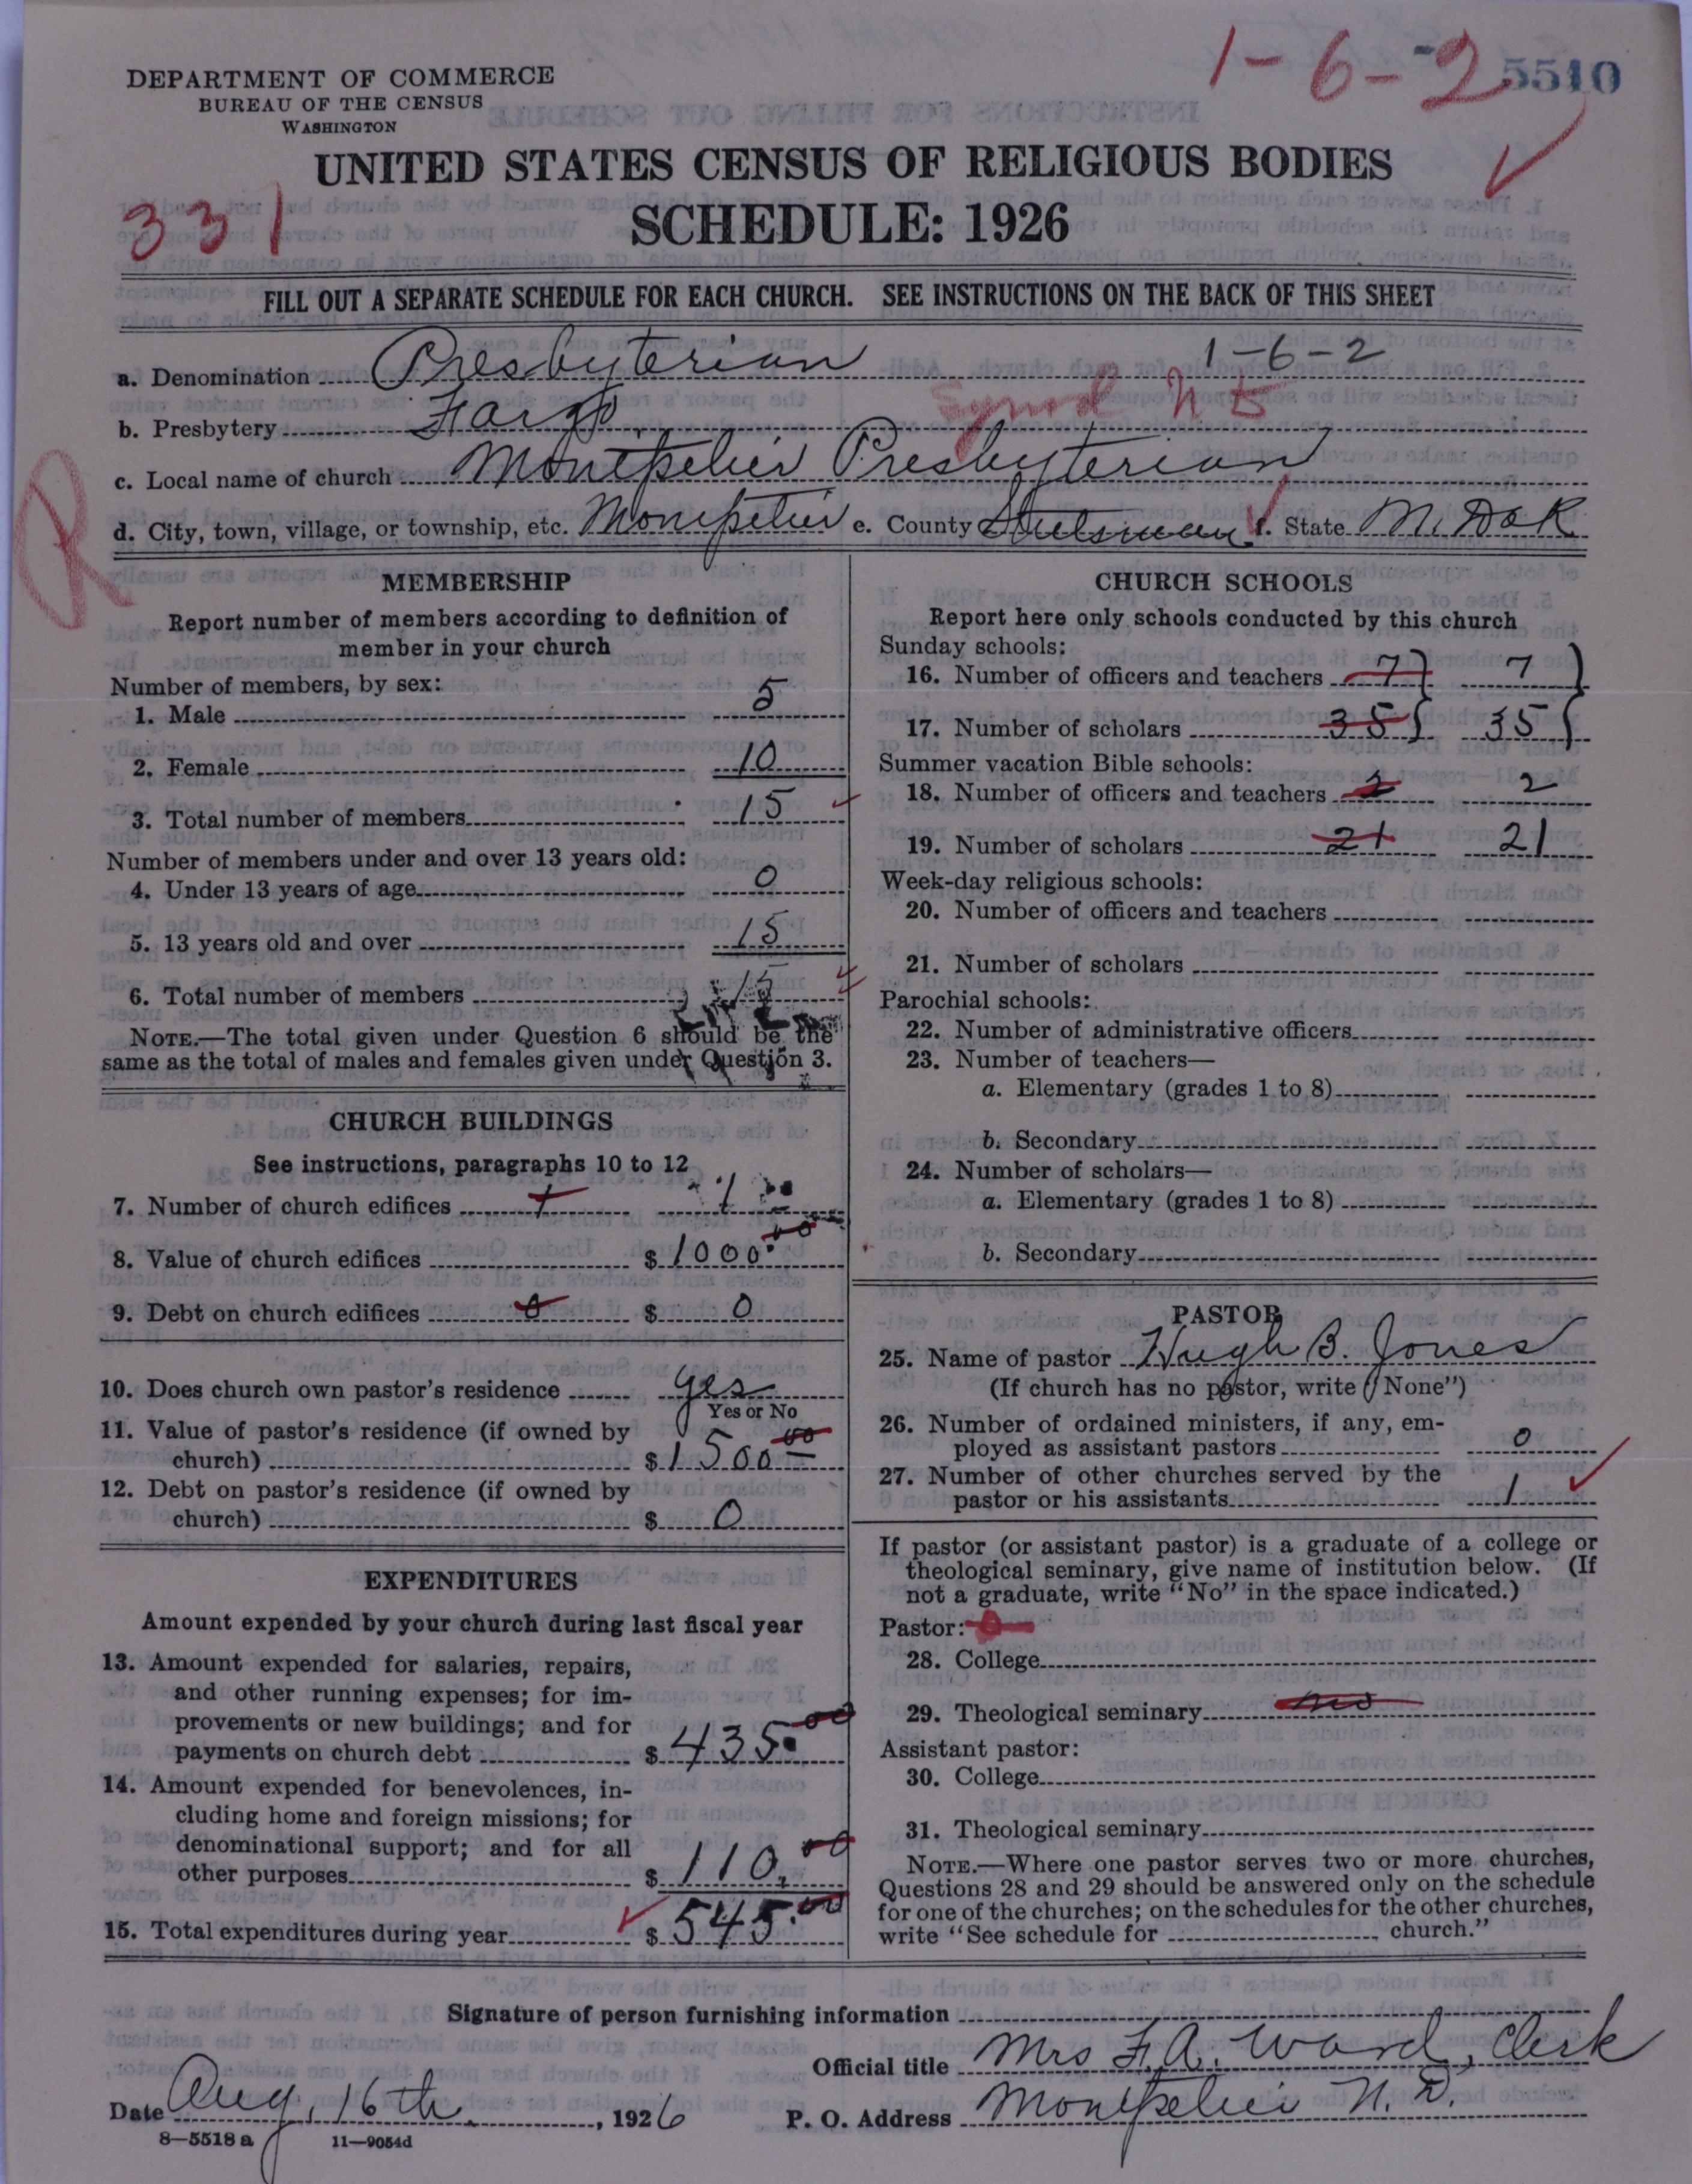 1-6-2
5510
DEPARTMENT OF COMMERCE
BUREAU OF THE CENSUS
WASHINGTON
UNITED STATES CENSUS OF RELIGIOUS BODIES
331
SCHEDULE: 1926
FILL OUT A SEPARATE SCHEDULE FOR EACH CHURCH. SEE INSTRUCTIONS ON THE BACK OF THIS SHEET
a. Denomination Presbyterian 1-6-2
b. Presbytery Fargo Synod N D
c. Local name of church Montpelier Presbyterian
R
d. City, town, village, or township, etc. Montpelier e. County Stutsman f. State N. Dak
MEMBERSHIP
Report number of members according to definition of
member in your church
Number of members, by sex:
1. Male 5
2. Female 10
3. Total number of members 15
Number of members under and over 13 years old:
4. Under 13 years of age 0
5. 13 years old and over 15
6. Total number of members 15
NOTE.—The total given under Question 6 should be the
same as the total of males and females given under Question 3.
CHURCH BUILDINGS
See instructions, paragraphs 10 to 12
7. Number of church edifices 1 1
8. Value of church edifices $ 1000.00
9. Debt on church edifices 0 $ 0
10. Does church own pastor's residence yes
Yes or No
11. Value of pastor's residence (if owned by
church) $ 1500 00
12. Debt on pastor's residence (if owned by
church) $ 0
EXPENDITURES
Amount expended by your church during last fiscal year
13. Amount expended for salaries, repairs,
and other running expenses; for im-
provements or new buildings; and for
payments on church debt $ 435.00
14. Amount expended for benevolences, in-
cluding home and foreign missions; for
denominational support; and for all
other purposes $ 110.00
15. Total expenditures during year $ 545.00
CHURCH SCHOOLS
Report here only schools conducted by this church
Sunday schools:
16. Number of officers and teachers 7 7
17. Number of scholars 35 35
Summer vacation Bible schools:
18. Number of officers and teachers 2 2
19. Number of scholars 21 21
Week-day religious schools:
20. Number of officers and teachers
21. Number of scholars
Parochial schools:
22. Number of administrative officers
23. Number of teachers—
a. Elementary (grades 1 to 8)
b. Secondary
24. Number of scholars—
a. Elementary (grades 1 to 8)
b. Secondary
PASTOR
25. Name of pastor Hugh B. Jones
(If church has no pastor, write "None")
26. Number of ordained ministers, if any, em-
ployed as assistant pastors 0
27. Number of other churches served by the
pastor or his assistants 1
If pastor (or assistant pastor) is a graduate of a college or
theological seminary, give name of institution below. (If
not a graduate, write "No" in the space indicated.)
Pastor: 0
28. College
29. Theological seminary no
Assistant pastor:
30. College
31. Theological seminary
NOTE.—Where one pastor serves two or more churches,
Questions 28 and 29 should be answered only on the schedule
for one of the churches; on the schedules for the other churches,
write "See schedule for church."
Signature of person furnishing information
Official title Mrs F. A. Ward, Clerk
Date Aug. 16th, 1926 P. O. Address Montpelier N. D.
8—5518 a 11—9054d